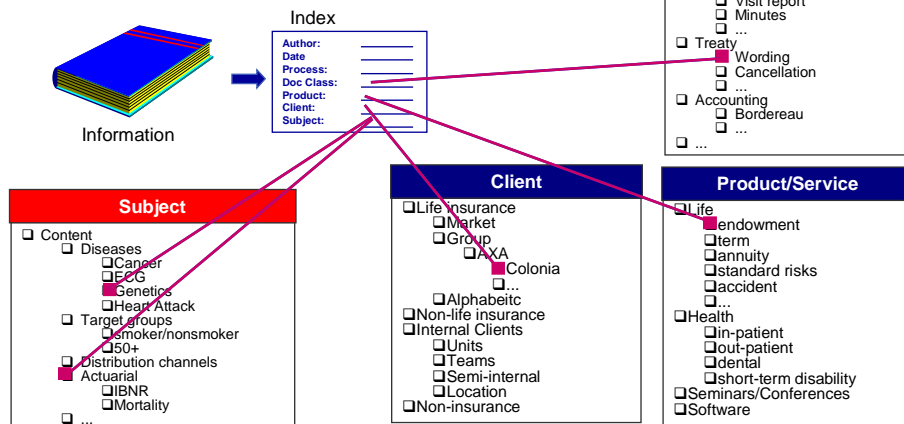 Index
Author:
Date
Process:
Doc Class:
Product:
Client:
Subject:
Information
Visit report
Minutes
...
Treaty
Wording
Cancellation
...
Accounting
Bordereau
...
...
Subject
Content
Diseases
Cancer
ECG
Genetics
Heart Attack
Target groups
smoker/nonsmoker
50+
Distribution channels
Actuarial
IBNR
Mortality
...
Client
Life insurance
Market
Group
AXA
Colonia
...
Alphabeitc
Non-life insurance
Internal Clients
Units
Teams
Semi-internal
Location
Non-insurance
Product/Service
Life
endowment
term
annuity
standard risks
accident
...
Health
in-patient
out-patient
dental
short-term disability
Seminars/Conferences
Software